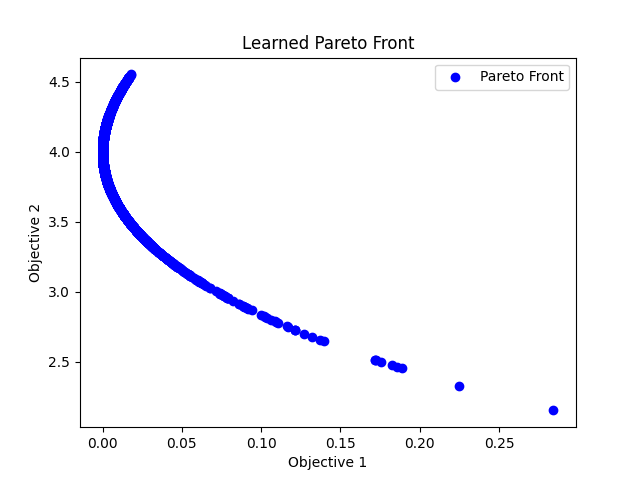 Learned Pareto Front
Pareto Front
4.5
4.0
3.5
3.0
2.5
Objective 2
0.00 0.05 0.10 0.15 0.20 0.25
Objective 1